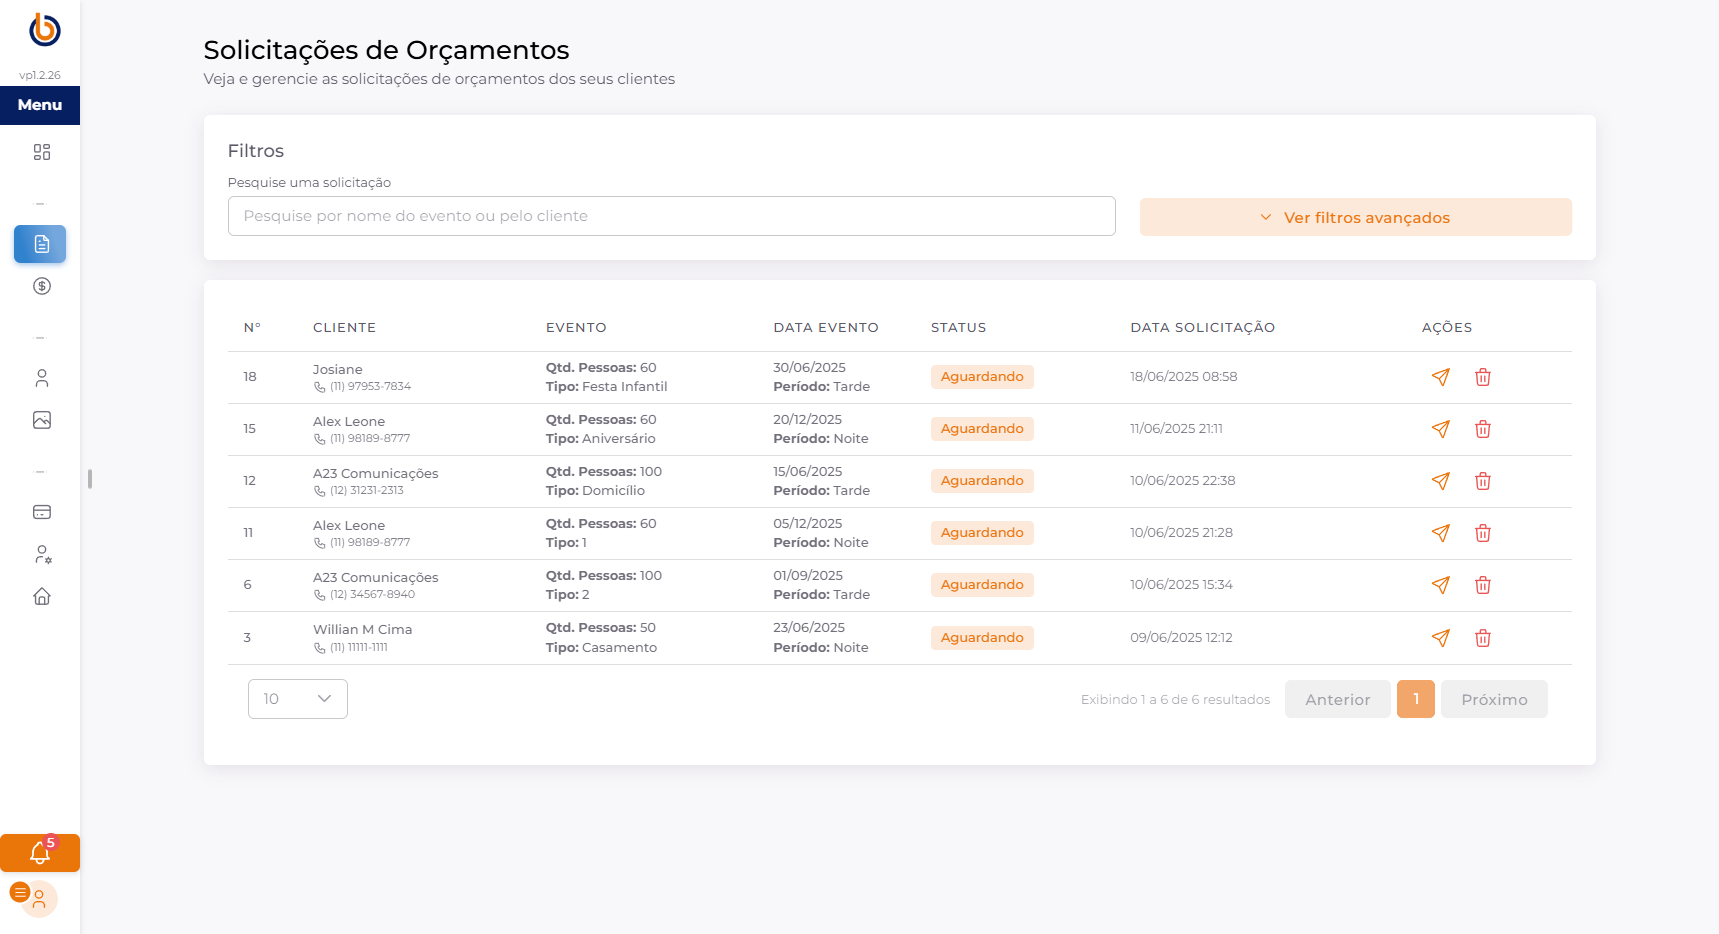 vp1.2.26
Menu
Solicitações de Orçamentos
Veja e gerencie as solicitações de orçamentos dos seus clientes
Filtros
Pesquise uma solicitação
Pesquise por nome do evento ou pelo cliente
Ver filtros avançados
N° CLIENTE EVENTO DATA EVENTO STATUS DATA SOLICITAÇÃO AÇÕES
18 Josiane Qtd. Pessoas: 60 30/06/2025 Aguardando 18/06/2025 08:58
(11) 97953-7834 Tipo: Festa Infantil Período: Tarde
15 Alex Leone Qtd. Pessoas: 60 20/12/2025 Aguardando 11/06/2025 21:11
(11) 98189-8777 Tipo: Aniversário Período: Noite
12 A23 Comunicações Qtd. Pessoas: 100 15/06/2025 Aguardando 10/06/2025 22:38
(12) 31231-2313 Tipo: Domicílio Período: Tarde
11 Alex Leone Qtd. Pessoas: 60 05/12/2025 Aguardando 10/06/2025 21:28
(11) 98189-8777 Tipo: 1 Período: Noite
6 A23 Comunicações Qtd. Pessoas: 100 01/09/2025 Aguardando 10/06/2025 15:34
(12) 34567-8940 Tipo: 2 Período: Tarde
3 Willian M Cima Qtd. Pessoas: 50 23/06/2025 Aguardando 09/06/2025 12:12
(11) 11111-1111 Tipo: Casamento Período: Noite
10 Exibindo 1 a 6 de 6 resultados Anterior 1 Próximo
5